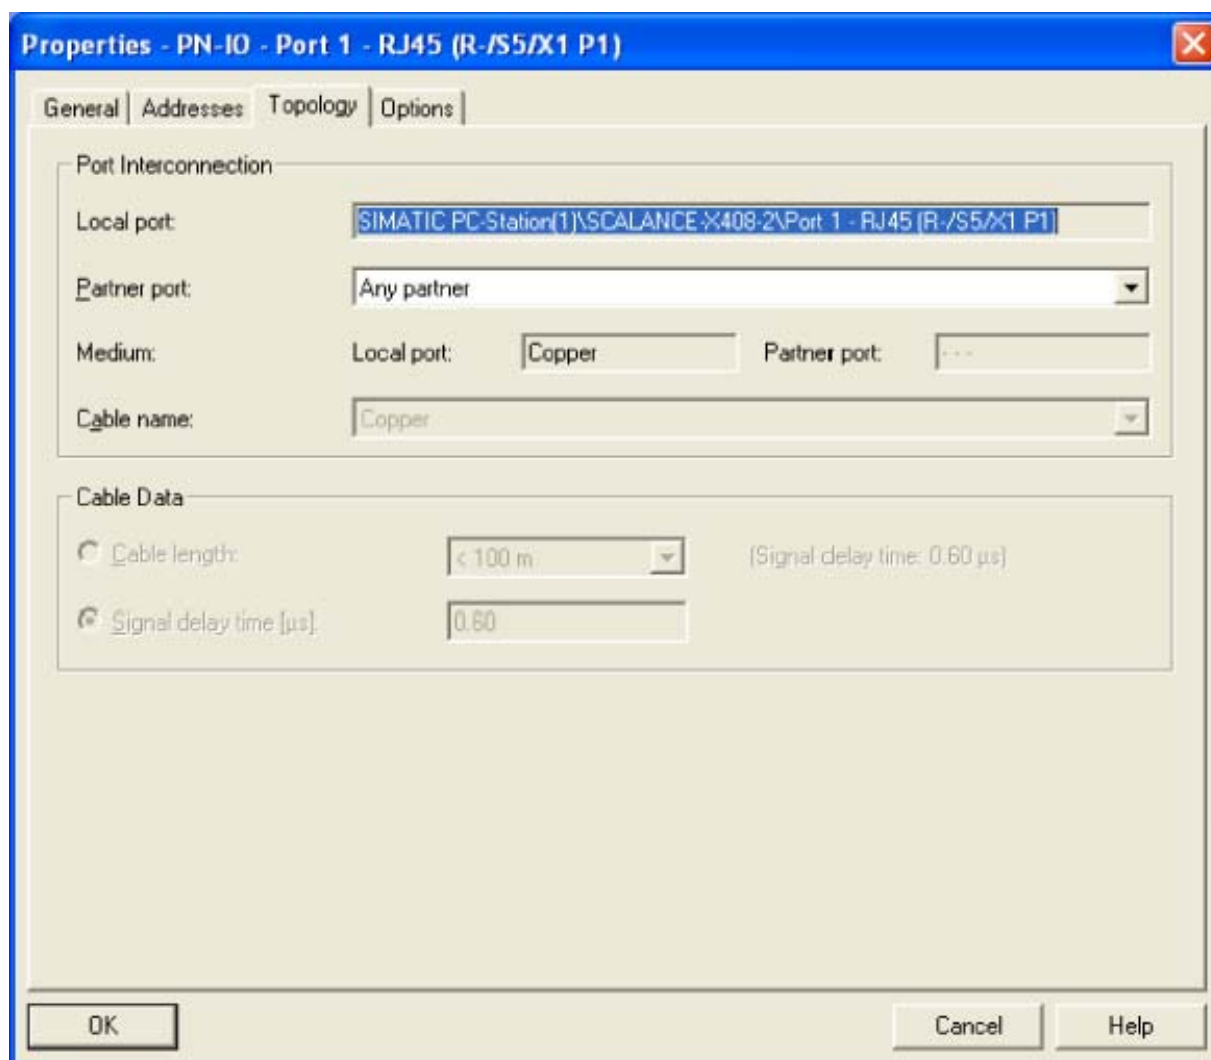 Properties - PN-IO - Port 1 - RJ45 (R-/S5/X1 P1)
General Addresses Topology Options
Port Interconnection
Local port: SIMATIC PC-Station(1)\SCALANCE-X408-2\Port 1 - RJ45 (R-/S5/X1 P1)
Partner port: Any partner
Medium: Local port: Copper Partner port: - - -
Cable name: Copper
Cable Data
Cable length: < 100 m (Signal delay time: 0.60 µs)
Signal delay time [µs]: 0.60
OK Cancel Help